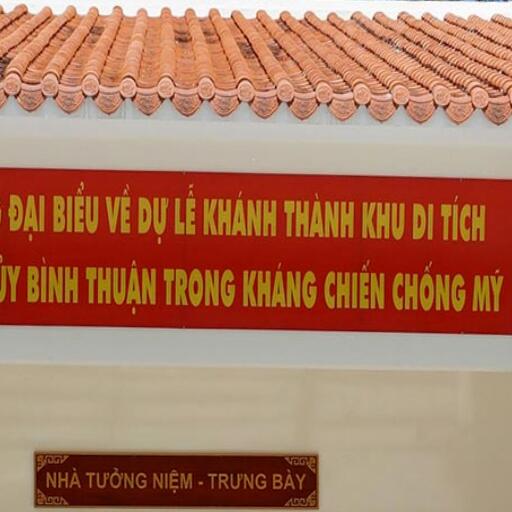 ĐẠI BIỂU VỀ DỰ LỄ KHÁNH THÀNH KHU DI TÍCH
BÌNH THUẬN TRONG KHÁNG CHIẾN CHỐNG MỸ
NHÀ TƯỞNG NIỆM - TRƯNG BÀY